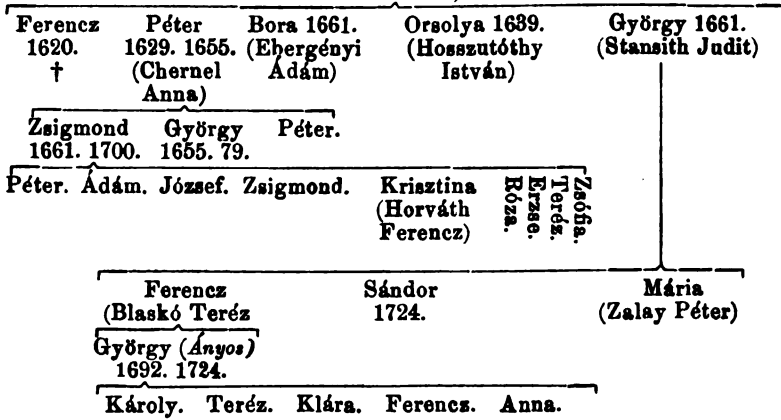 Ferencz Péter Bora 1661. Orsolya 1639. György 1661.
1620. 1629. 1655. (Ebergényi (Hosszutóthy (Stansith Judit)
† (Chernel Ádám) István)
Anna)
Zsigmond György Péter.
1661. 1700. 1655. 79.
Péter. Ádám. József. Zsigmond. Krisztina Róza. Erzse. Teréz. Zsófia.
(Horváth
Ferencz)
Ferencz Sándor Mária
(Blaskó Teréz 1724. (Zalay Péter)
György (Ányos)
1692. 1724.
Károly. Teréz. Klára. Ferencz. Anna.